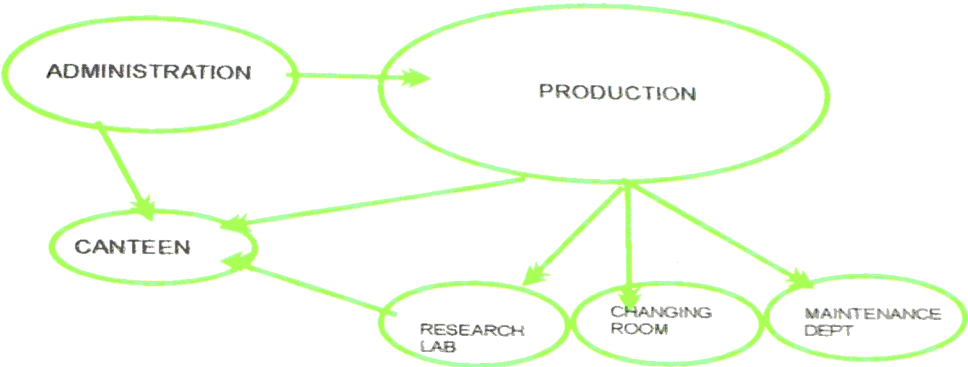 ADMINISTRATION
PRODUCTION
CANTEEN
RESEARCH
LAB
CHANGING
ROOM
MAINTENANCE
DEPT